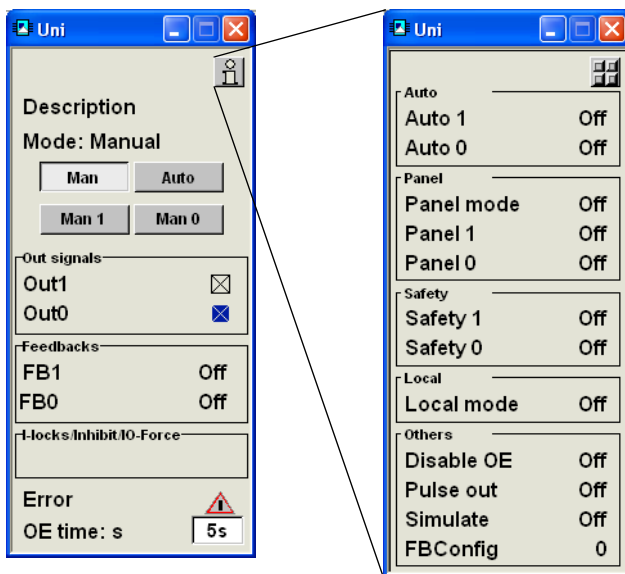 Uni
Description
Mode: Manual
Man Auto
Man 1 Man 0
Out signals
Out1
Out0
Feedbacks
FB1 Off
FB0 Off
I-locks/Inhibit/IO-Force
Error
OE time: s 5s
Uni
Auto
Auto 1 Off
Auto 0 Off
Panel
Panel mode Off
Panel 1 Off
Panel 0 Off
Safety
Safety 1 Off
Safety 0 Off
Local
Local mode Off
Others
Disable OE Off
Pulse out Off
Simulate Off
FBConfig 0